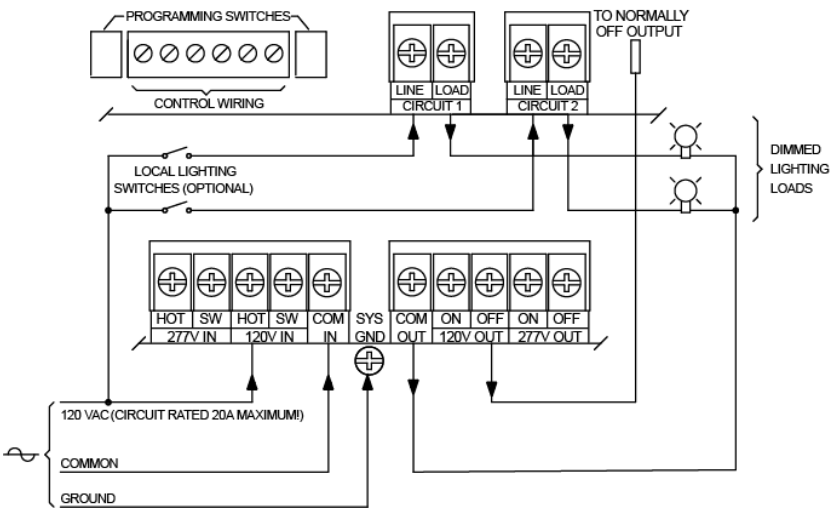 PROGRAMMING SWITCHES
TO NORMALLY
OFF OUTPUT
CONTROL WIRING
LINE LOAD
CIRCUIT 1
LINE LOAD
CIRCUIT 2
LOCAL LIGHTING
SWITCHES (OPTIONAL)
DIMMED
LIGHTING
LOADS
HOT SW HOT SW COM SYS COM ON OFF ON OFF
277V IN 120V IN IN GND OUT 120V OUT 277V OUT
120 VAC (CIRCUIT RATED 20A MAXIMUM!)
COMMON
GROUND